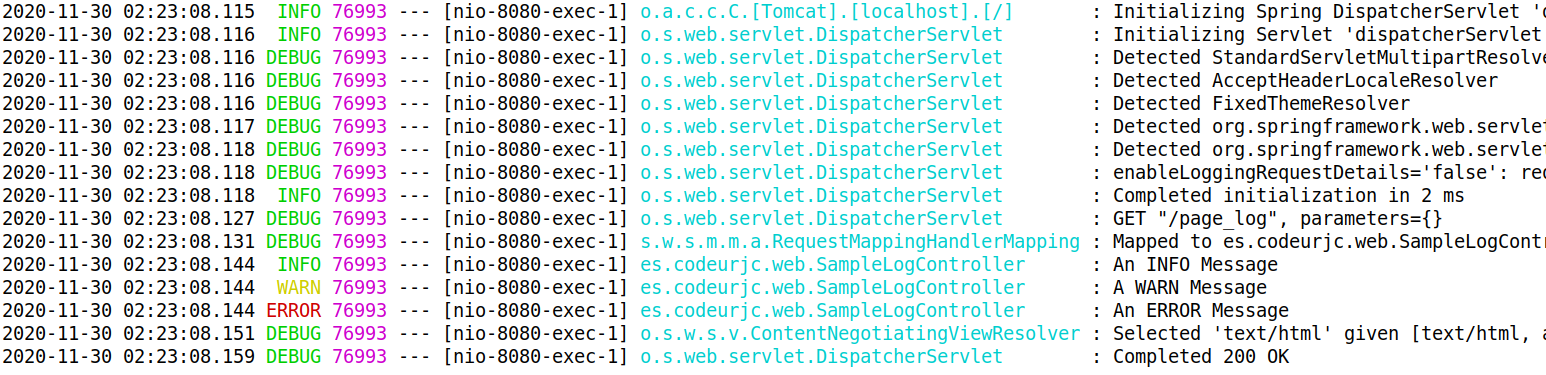 2020-11-30 02:23:08.115  INFO 76993 --- [nio-8080-exec-1] o.a.c.c.C.[Tomcat].[localhost].[/]       : Initializing Spring DispatcherServlet
2020-11-30 02:23:08.116  INFO 76993 --- [nio-8080-exec-1] o.s.web.servlet.DispatcherServlet        : Initializing Servlet 'dispatcherServlet
2020-11-30 02:23:08.116 DEBUG 76993 --- [nio-8080-exec-1] o.s.web.servlet.DispatcherServlet        : Detected StandardServletMultipartResolve
2020-11-30 02:23:08.116 DEBUG 76993 --- [nio-8080-exec-1] o.s.web.servlet.DispatcherServlet        : Detected AcceptHeaderLocaleResolver
2020-11-30 02:23:08.116 DEBUG 76993 --- [nio-8080-exec-1] o.s.web.servlet.DispatcherServlet        : Detected FixedThemeResolver
2020-11-30 02:23:08.117 DEBUG 76993 --- [nio-8080-exec-1] o.s.web.servlet.DispatcherServlet        : Detected org.springframework.web.servlet
2020-11-30 02:23:08.118 DEBUG 76993 --- [nio-8080-exec-1] o.s.web.servlet.DispatcherServlet        : Detected org.springframework.web.servlet
2020-11-30 02:23:08.118 DEBUG 76993 --- [nio-8080-exec-1] o.s.web.servlet.DispatcherServlet        : enableLoggingRequestDetails='false': re
2020-11-30 02:23:08.118  INFO 76993 --- [nio-8080-exec-1] o.s.web.servlet.DispatcherServlet        : Completed initialization in 2 ms
2020-11-30 02:23:08.127 DEBUG 76993 --- [nio-8080-exec-1] o.s.web.servlet.DispatcherServlet        : GET "/page_log", parameters={}
2020-11-30 02:23:08.131 DEBUG 76993 --- [nio-8080-exec-1] s.w.s.m.m.a.RequestMappingHandlerMapping : Mapped to es.codeurjc.web.SampleLogCont
2020-11-30 02:23:08.144  INFO 76993 --- [nio-8080-exec-1] es.codeurjc.web.SampleLogController      : An INFO Message
2020-11-30 02:23:08.144  WARN 76993 --- [nio-8080-exec-1] es.codeurjc.web.SampleLogController      : A WARN Message
2020-11-30 02:23:08.144 ERROR 76993 --- [nio-8080-exec-1] es.codeurjc.web.SampleLogController      : An ERROR Message
2020-11-30 02:23:08.151 DEBUG 76993 --- [nio-8080-exec-1] o.s.w.s.v.ContentNegotiatingViewResolver : Selected 'text/html' given [text/html,
2020-11-30 02:23:08.159 DEBUG 76993 --- [nio-8080-exec-1] o.s.web.servlet.DispatcherServlet        : Completed 200 OK